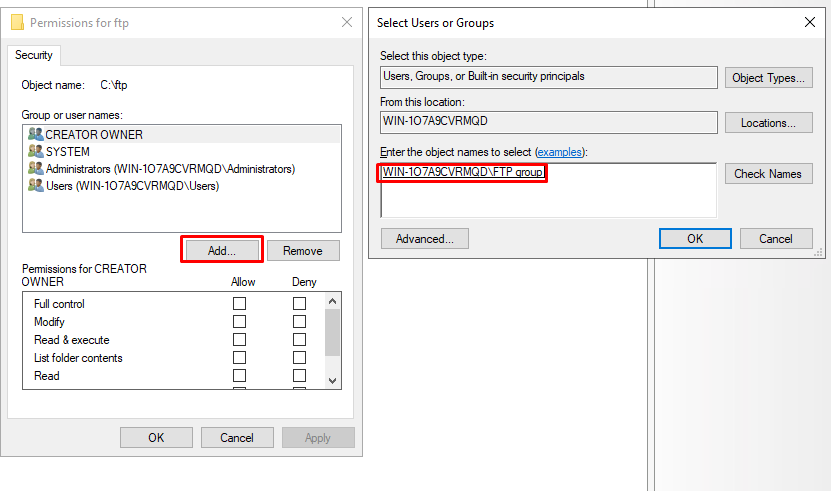 Permissions for ftp
Security
Object name: C:\ftp
Group or user names:
CREATOR OWNER
SYSTEM
Administrators (WIN-1O7A9CVRMQD\Administrators)
Users (WIN-1O7A9CVRMQD\Users)
Add...
Remove
Permissions for CREATOR
OWNER
Allow
Deny
Full control
Modify
Read & execute
List folder contents
Read
OK
Cancel
Apply
Select Users or Groups
Select this object type:
Users, Groups, or Built-in security principals
Object Types...
From this location:
WIN-1O7A9CVRMQD
Locations...
Enter the object names to select (examples):
WIN-1O7A9CVRMQD\FTP group
Check Names
Advanced...
OK
Cancel